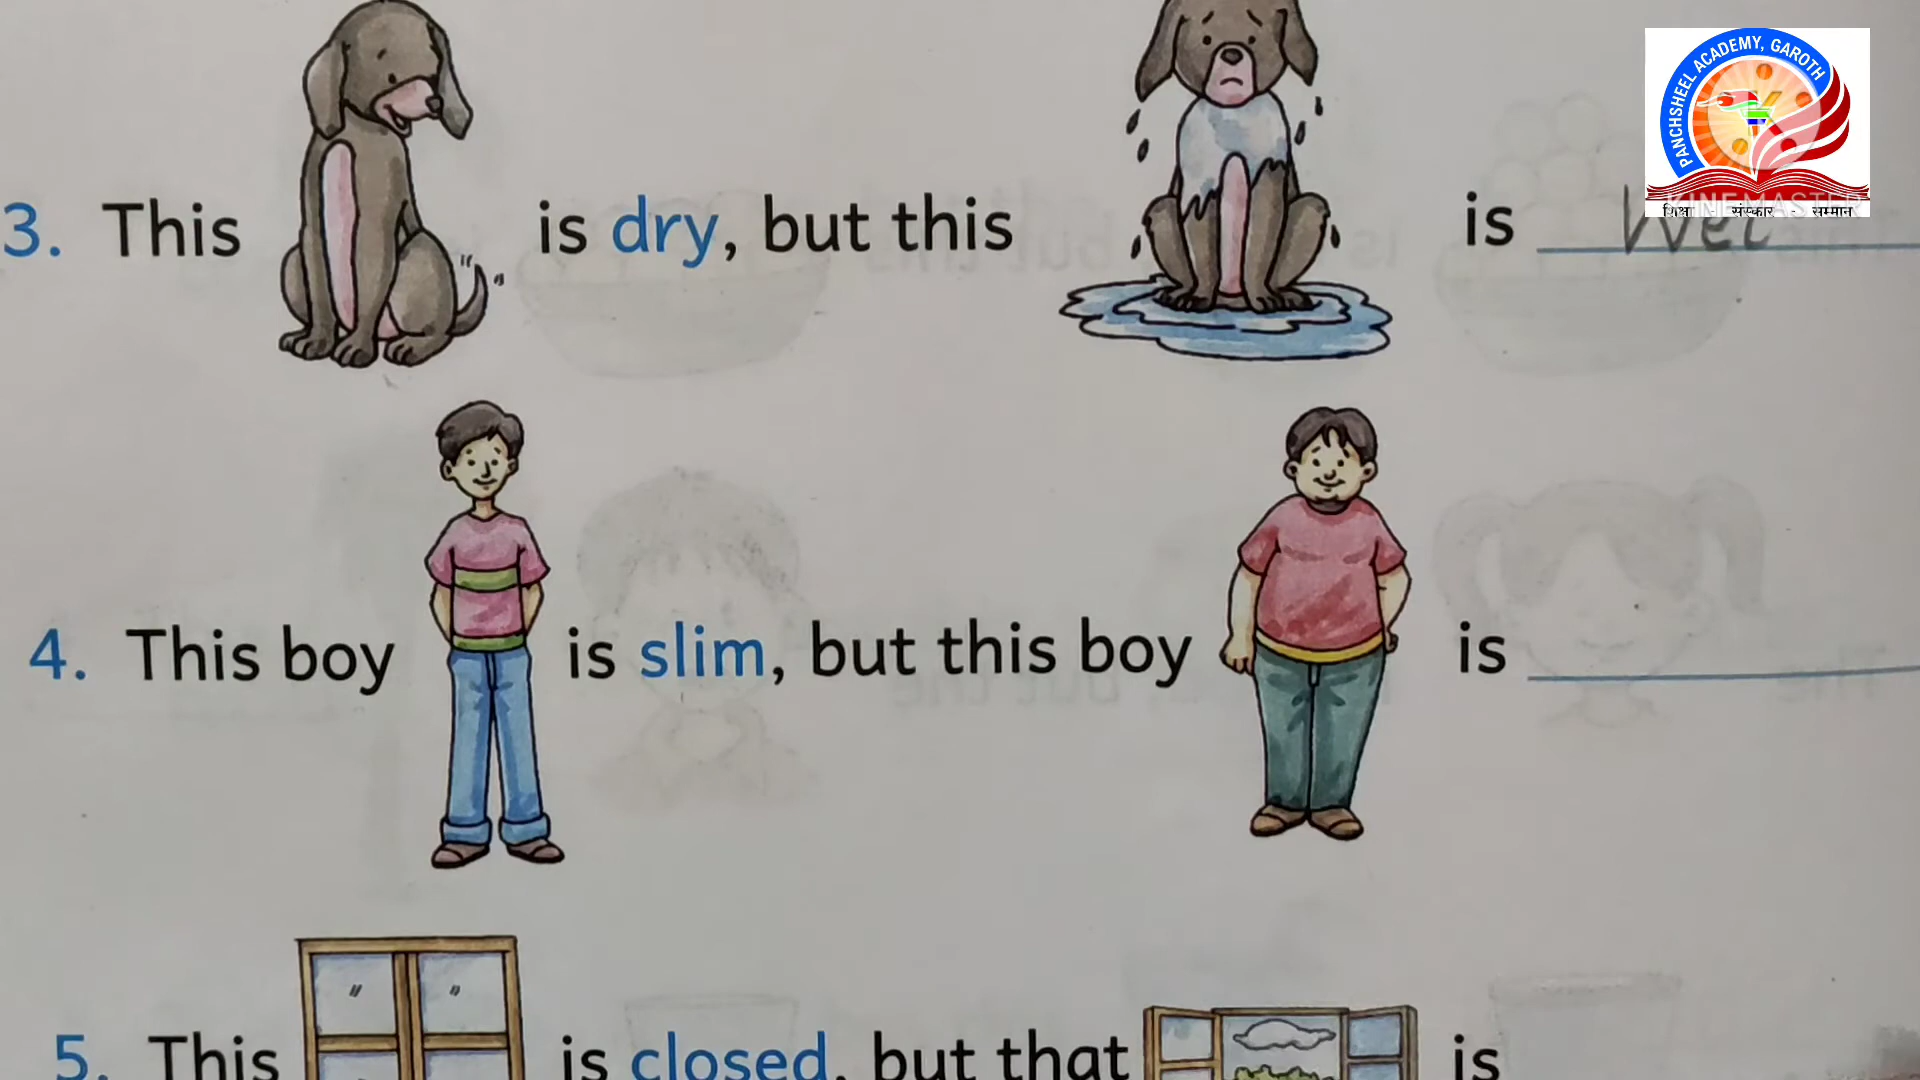 PANCHSHEEL ACADEMY, GAROTH
KINEMASTER
शिक्षा संस्कार सम्मान
3. This is dry, but this is Wet
4. This boy is slim, but this boy is
5. This is closed, but that is